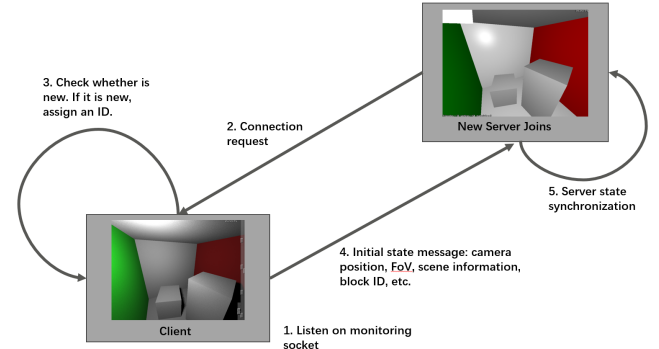 3. Check whether is
new. If it is new,
assign an ID.
2. Connection
request
New Server Joins
5. Server state
synchronization
4. Initial state message: camera
position, FoV, scene information,
block ID, etc.
Client
1. Listen on monitoring
socket